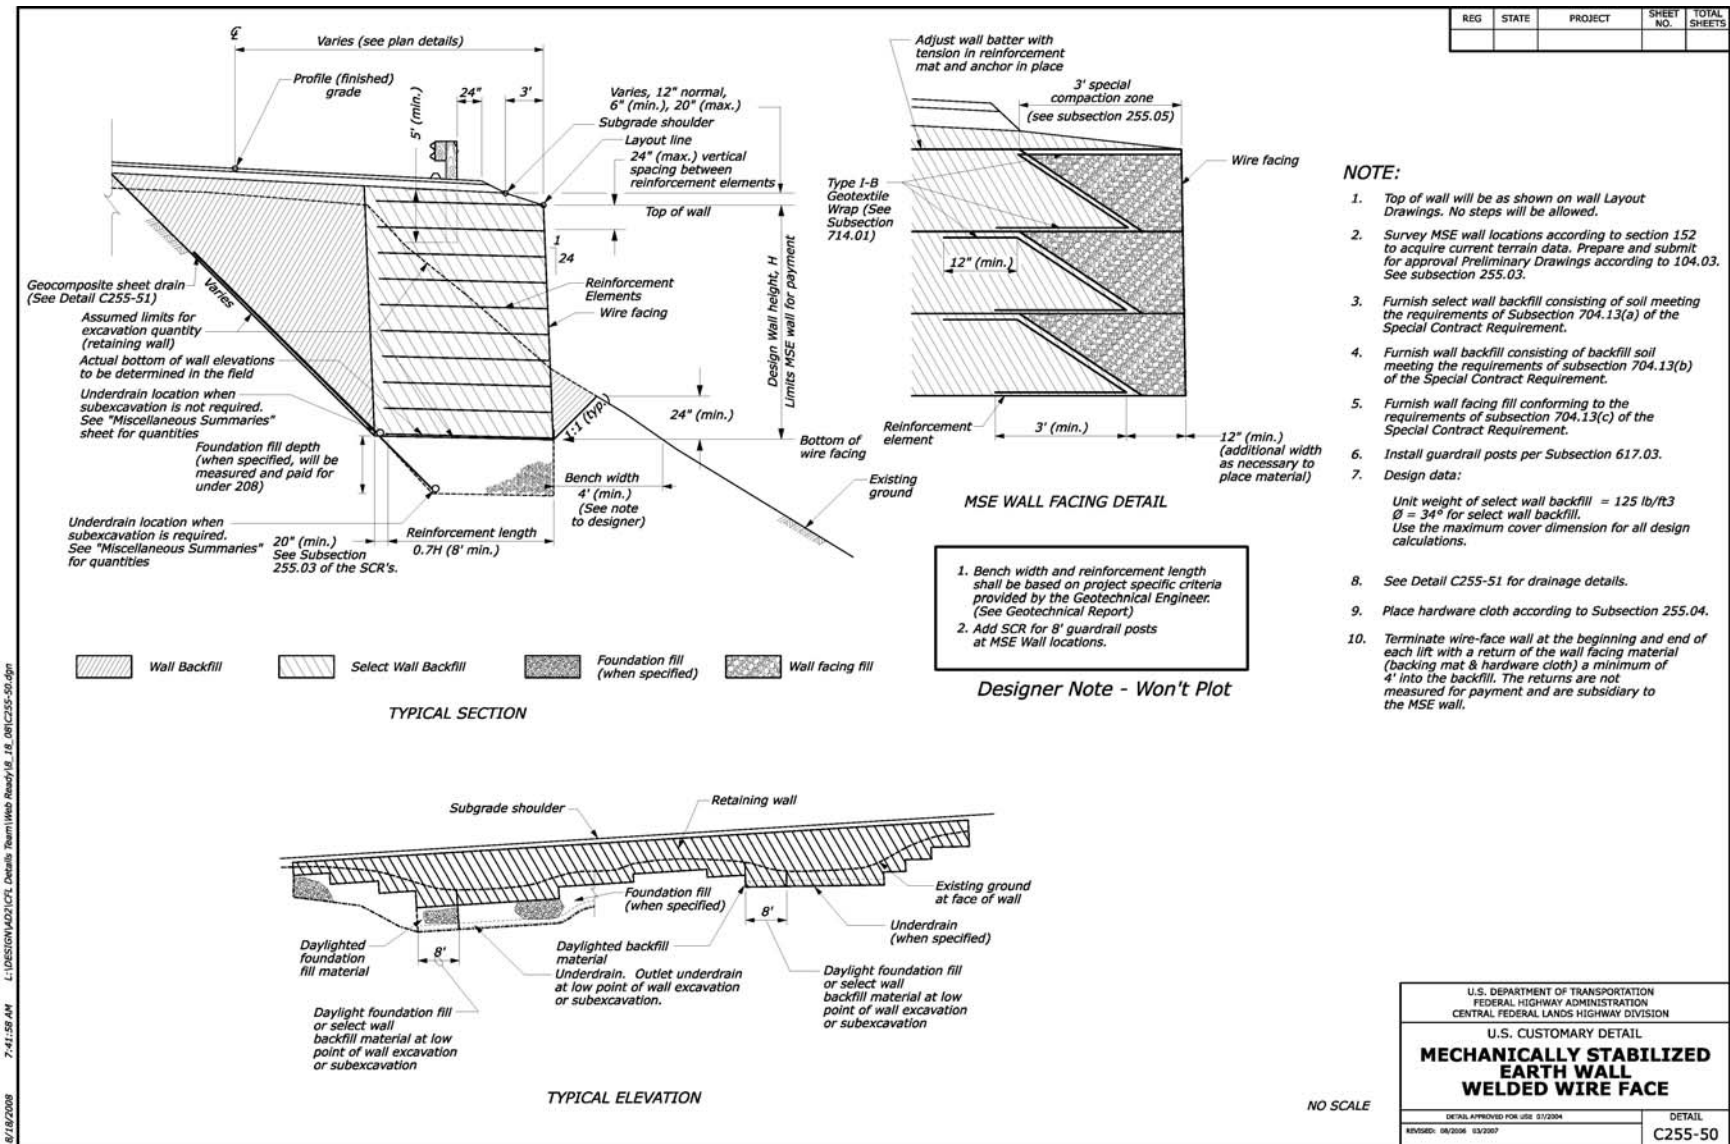 REG STATE PROJECT SHEET NO. TOTAL SHEETS
℄
Varies (see plan details)
Profile (finished)
grade
24"
3'
5' (min.)
Varies, 12" normal,
6" (min.), 20" (max.)
Subgrade shoulder
Layout line
24" (max.) vertical
spacing between
reinforcement elements
Top of wall
1
24
Geocomposite sheet drain
(See Detail C255-51)
Varies
Assumed limits for
excavation quantity
(retaining wall)
Actual bottom of wall elevations
to be determined in the field
Underdrain location when
subexcavation is not required.
See "Miscellaneous Summaries"
sheet for quantities
Foundation fill depth
(when specified, will be
measured and paid for
under 208)
Underdrain location when
subexcavation is required.
See "Miscellaneous Summaries"
for quantities
20" (min.)
See Subsection
255.03 of the SCR's.
Reinforcement length
0.7H (8' min.)
Reinforcement
Elements
Wire facing
Design Wall height, H
Limits MSE wall for payment
24" (min.)
1:1 (typ.)
Bottom of
wire facing
Bench width
4' (min.)
(See note
to designer)
Existing
ground
Wall Backfill
Select Wall Backfill
Foundation fill
(when specified)
Wall facing fill
TYPICAL SECTION
Adjust wall batter with
tension in reinforcement
mat and anchor in place
3' special
compaction zone
(see subsection 255.05)
Wire facing
Type I-B
Geotextile
Wrap (See
Subsection
714.01)
12" (min.)
Reinforcement
element
3' (min.)
12" (min.)
(additional width
as necessary to
place material)
MSE WALL FACING DETAIL
1. Bench width and reinforcement length
shall be based on project specific criteria
provided by the Geotechnical Engineer.
(See Geotechnical Report)
2. Add SCR for 8' guardrail posts
at MSE Wall locations.
Designer Note - Won't Plot
NOTE:
1. Top of wall will be as shown on wall Layout
Drawings. No steps will be allowed.
2. Survey MSE wall locations according to section 152
to acquire current terrain data. Prepare and submit
for approval Preliminary Drawings according to 104.03.
See subsection 255.03.
3. Furnish select wall backfill consisting of soil meeting
the requirements of Subsection 704.13(a) of the
Special Contract Requirement.
4. Furnish wall backfill consisting of backfill soil
meeting the requirements of subsection 704.13(b)
of the Special Contract Requirement.
5. Furnish wall facing fill conforming to the
requirements of subsection 704.13(c) of the
Special Contract Requirement.
6. Install guardrail posts per Subsection 617.03.
7. Design data:
Unit weight of select wall backfill = 125 lb/ft3
Ø = 34° for select wall backfill.
Use the maximum cover dimension for all design
calculations.
8. See Detail C255-51 for drainage details.
9. Place hardware cloth according to Subsection 255.04.
10. Terminate wire-face wall at the beginning and end of
each lift with a return of the wall facing material
(backing mat & hardware cloth) a minimum of
4' into the backfill. The returns are not
measured for payment and are subsidiary to
the MSE wall.
Subgrade shoulder
Retaining wall
Foundation fill
(when specified)
Existing ground
at face of wall
Underdrain
(when specified)
8'
8'
Daylighted
foundation
fill material
Daylighted backfill
material
Underdrain. Outlet underdrain
at low point of wall excavation
or subexcavation.
Daylight foundation fill
or select wall
backfill material at low
point of wall excavation
or subexcavation
Daylight foundation fill
or select wall
backfill material at low
point of wall excavation
or subexcavation
TYPICAL ELEVATION
NO SCALE
U.S. DEPARTMENT OF TRANSPORTATION
FEDERAL HIGHWAY ADMINISTRATION
CENTRAL FEDERAL LANDS HIGHWAY DIVISION
U.S. CUSTOMARY DETAIL
MECHANICALLY STABILIZED
EARTH WALL
WELDED WIRE FACE
DETAIL APPROVED FOR USE 07/2004
REVISED: 08/2006 03/2007
DETAIL
C255-50
8/18/2008 7:41:58 AM L:\DESIGN\AD2\CFL Details Team\Web Ready\8_18_08\C255-50.dgn